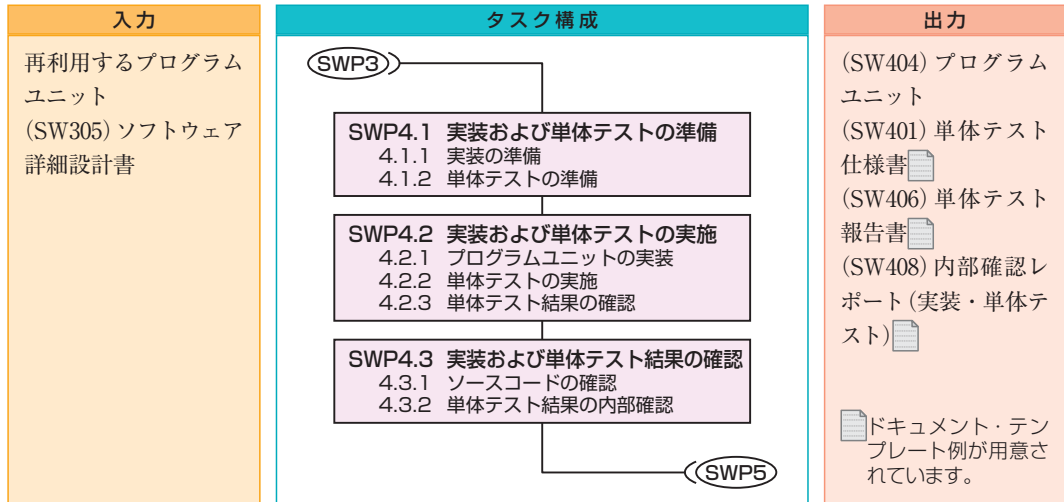 入力
再利用するプログラム
ユニット
(SW305)ソフトウェア
詳細設計書
タスク構成
SWP3
SWP4.1 実装および単体テストの準備
4.1.1 実装の準備
4.1.2 単体テストの準備
SWP4.2 実装および単体テストの実施
4.2.1 プログラムユニットの実装
4.2.2 単体テストの実施
4.2.3 単体テスト結果の確認
SWP4.3 実装および単体テスト結果の確認
4.3.1 ソースコードの確認
4.3.2 単体テスト結果の内部確認
SWP5
出力
(SW404)プログラム
ユニット
(SW401)単体テスト
仕様書
(SW406)単体テスト
報告書
(SW408)内部確認レ
ポート(実装・単体テ
スト)
ドキュメント・テン
プレート例が用意さ
れています。